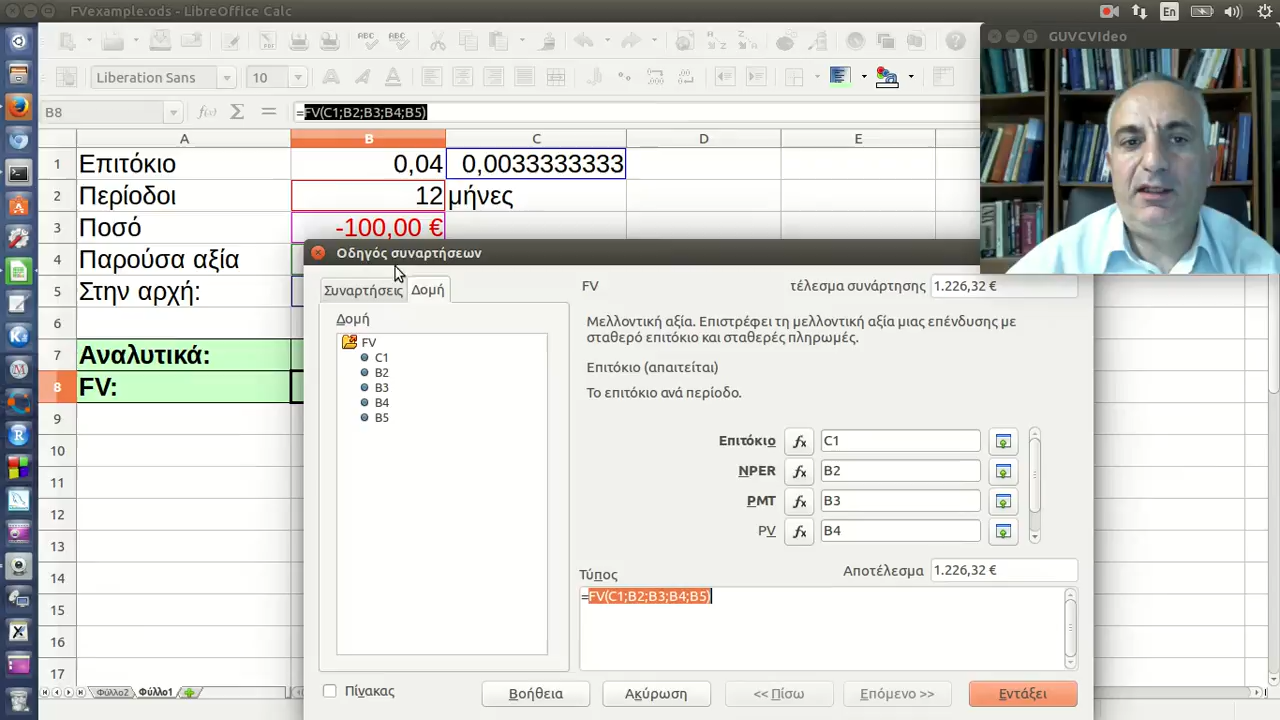 FVexample.ods - LibreOffice Calc
En
GUVCVIdeo
Liberation Sans
10
B8
=FV(C1;B2;B3;B4;B5)
A B C D E
1 Επιτόκιο 0,04 0,0033333333
2 Περίοδοι 12 μήνες
3 Ποσό -100,00 €
4 Παρούσα αξία
5 Στην αρχή:
6
7 Αναλυτικά:
8 FV:
9
10
11
12
13
14
15
16
17
Οδηγός συναρτήσεων
Συναρτήσεις Δομή
FV τέλεσμα συνάρτησης 1.226,32 €
Δομή
FV
C1
B2
B3
B4
B5
Μελλοντική αξία. Επιστρέφει τη μελλοντική αξία μιας επένδυσης με
σταθερό επιτόκιο και σταθερές πληρωμές.
Επιτόκιο (απαιτείται)
Το επιτόκιο ανά περίοδο.
Επιτόκιο fx C1
NPER fx B2
PMT fx B3
PV fx B4
Τύπος Αποτέλεσμα 1.226,32 €
=FV(C1;B2;B3;B4;B5)
Πίνακας Βοήθεια Ακύρωση << Πίσω Επόμενο >> Εντάξει
Φύλλο2 Φύλλο1